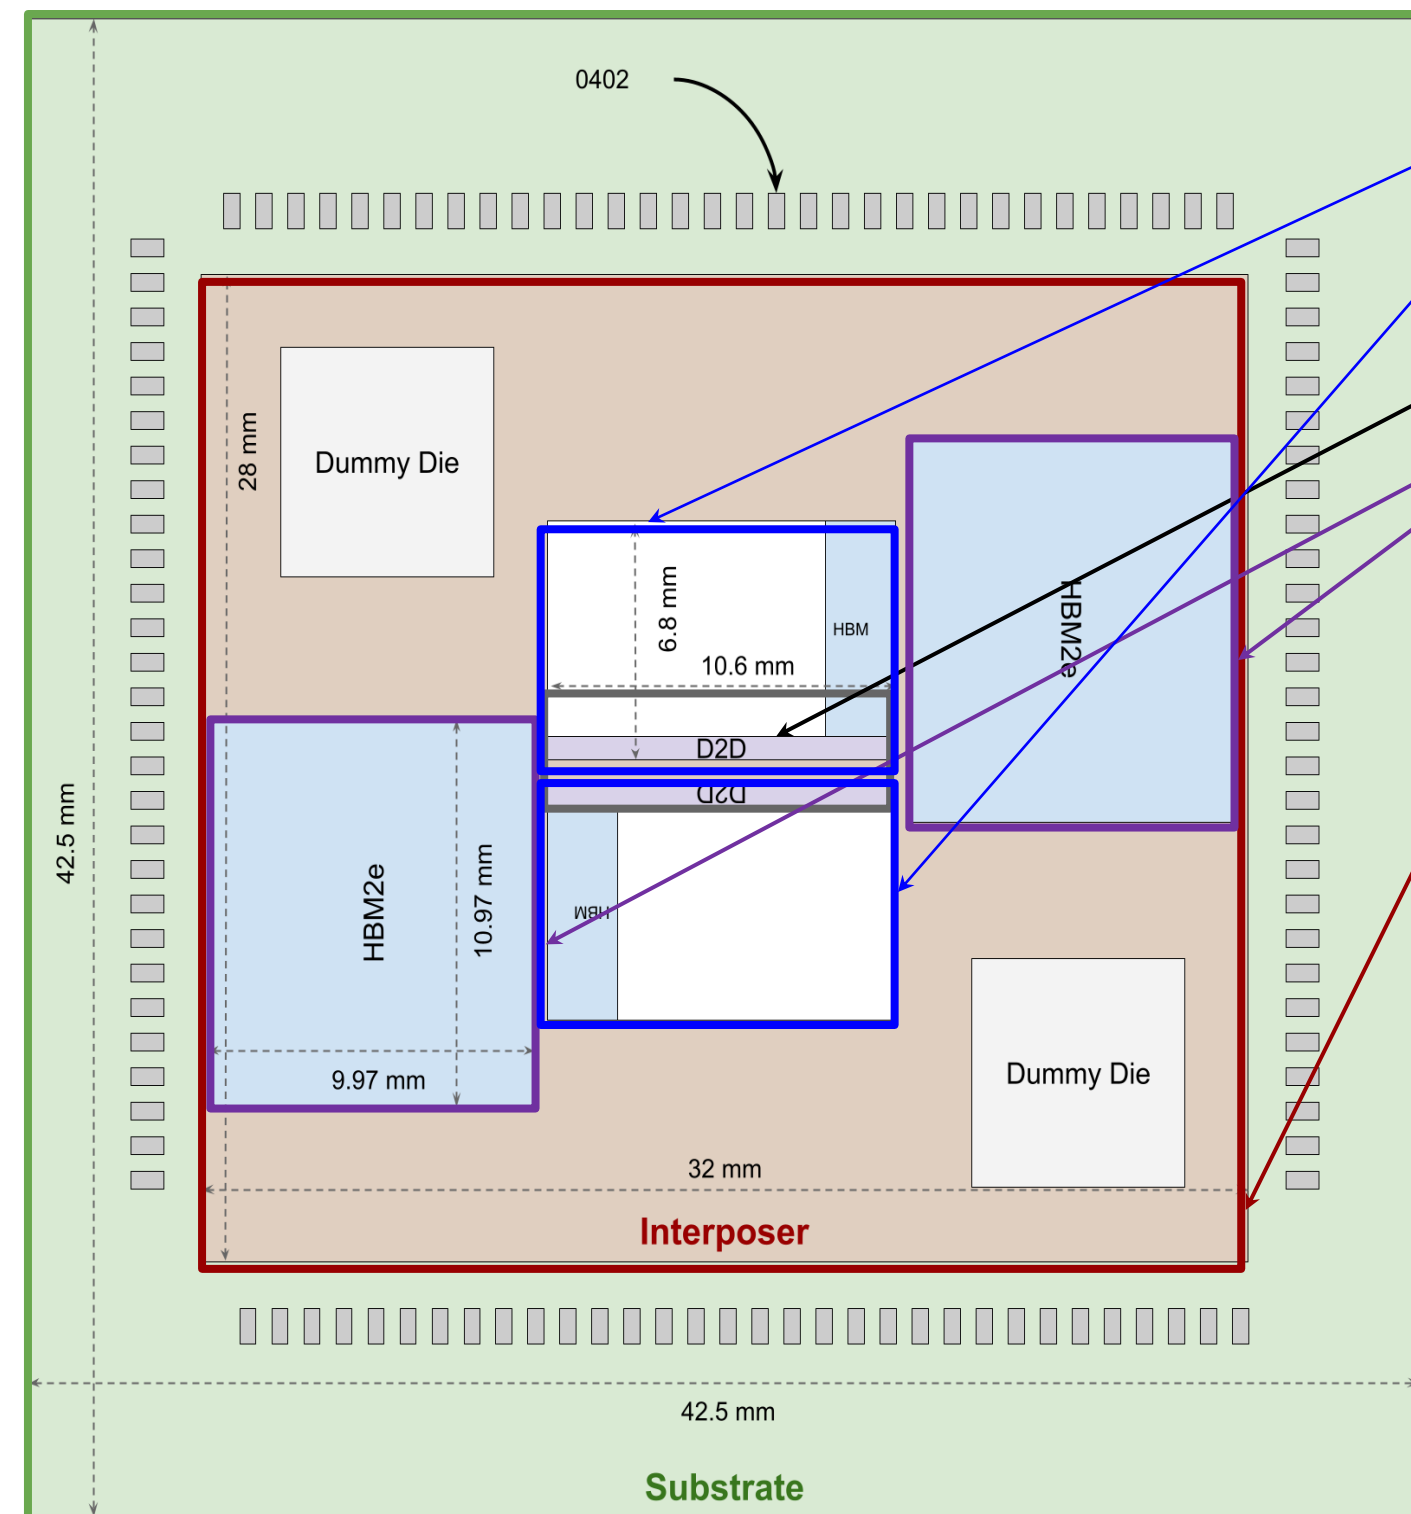 0402
28 mm
Dummy Die
6.8 mm
HBM
10.6 mm
HBM2e
D2D
D2D
42.5 mm
HBM2e
10.97 mm
HBM
9.97 mm
Dummy Die
32 mm
Interposer
42.5 mm
Substrate